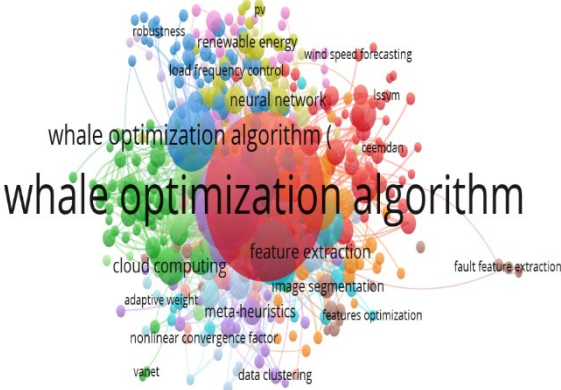 pv
robustness
renewable energy
wind speed forecasting
load frequency control
neural network
lssvm
whale optimization algorithm (
ceemdan
whale optimization algorithm
feature extraction
cloud computing
fault feature extraction
image segmentation
adaptive weight
meta-heuristics
features optimization
nonlinear convergence factor
vanet
data clustering